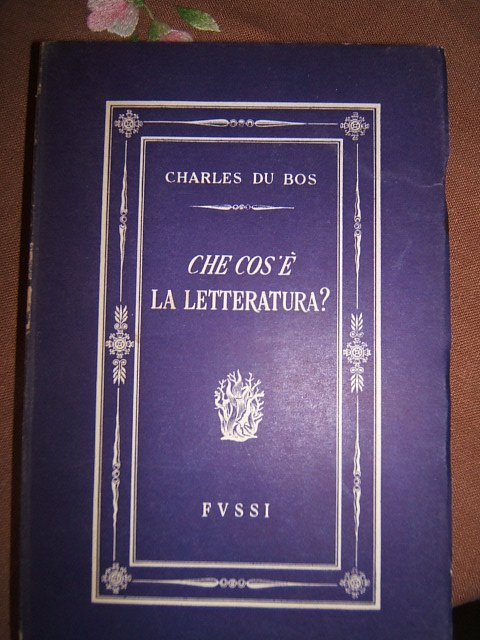 CHARLES DU BOS
CHE COS'È
LA LETTERATURA?
FVSSI